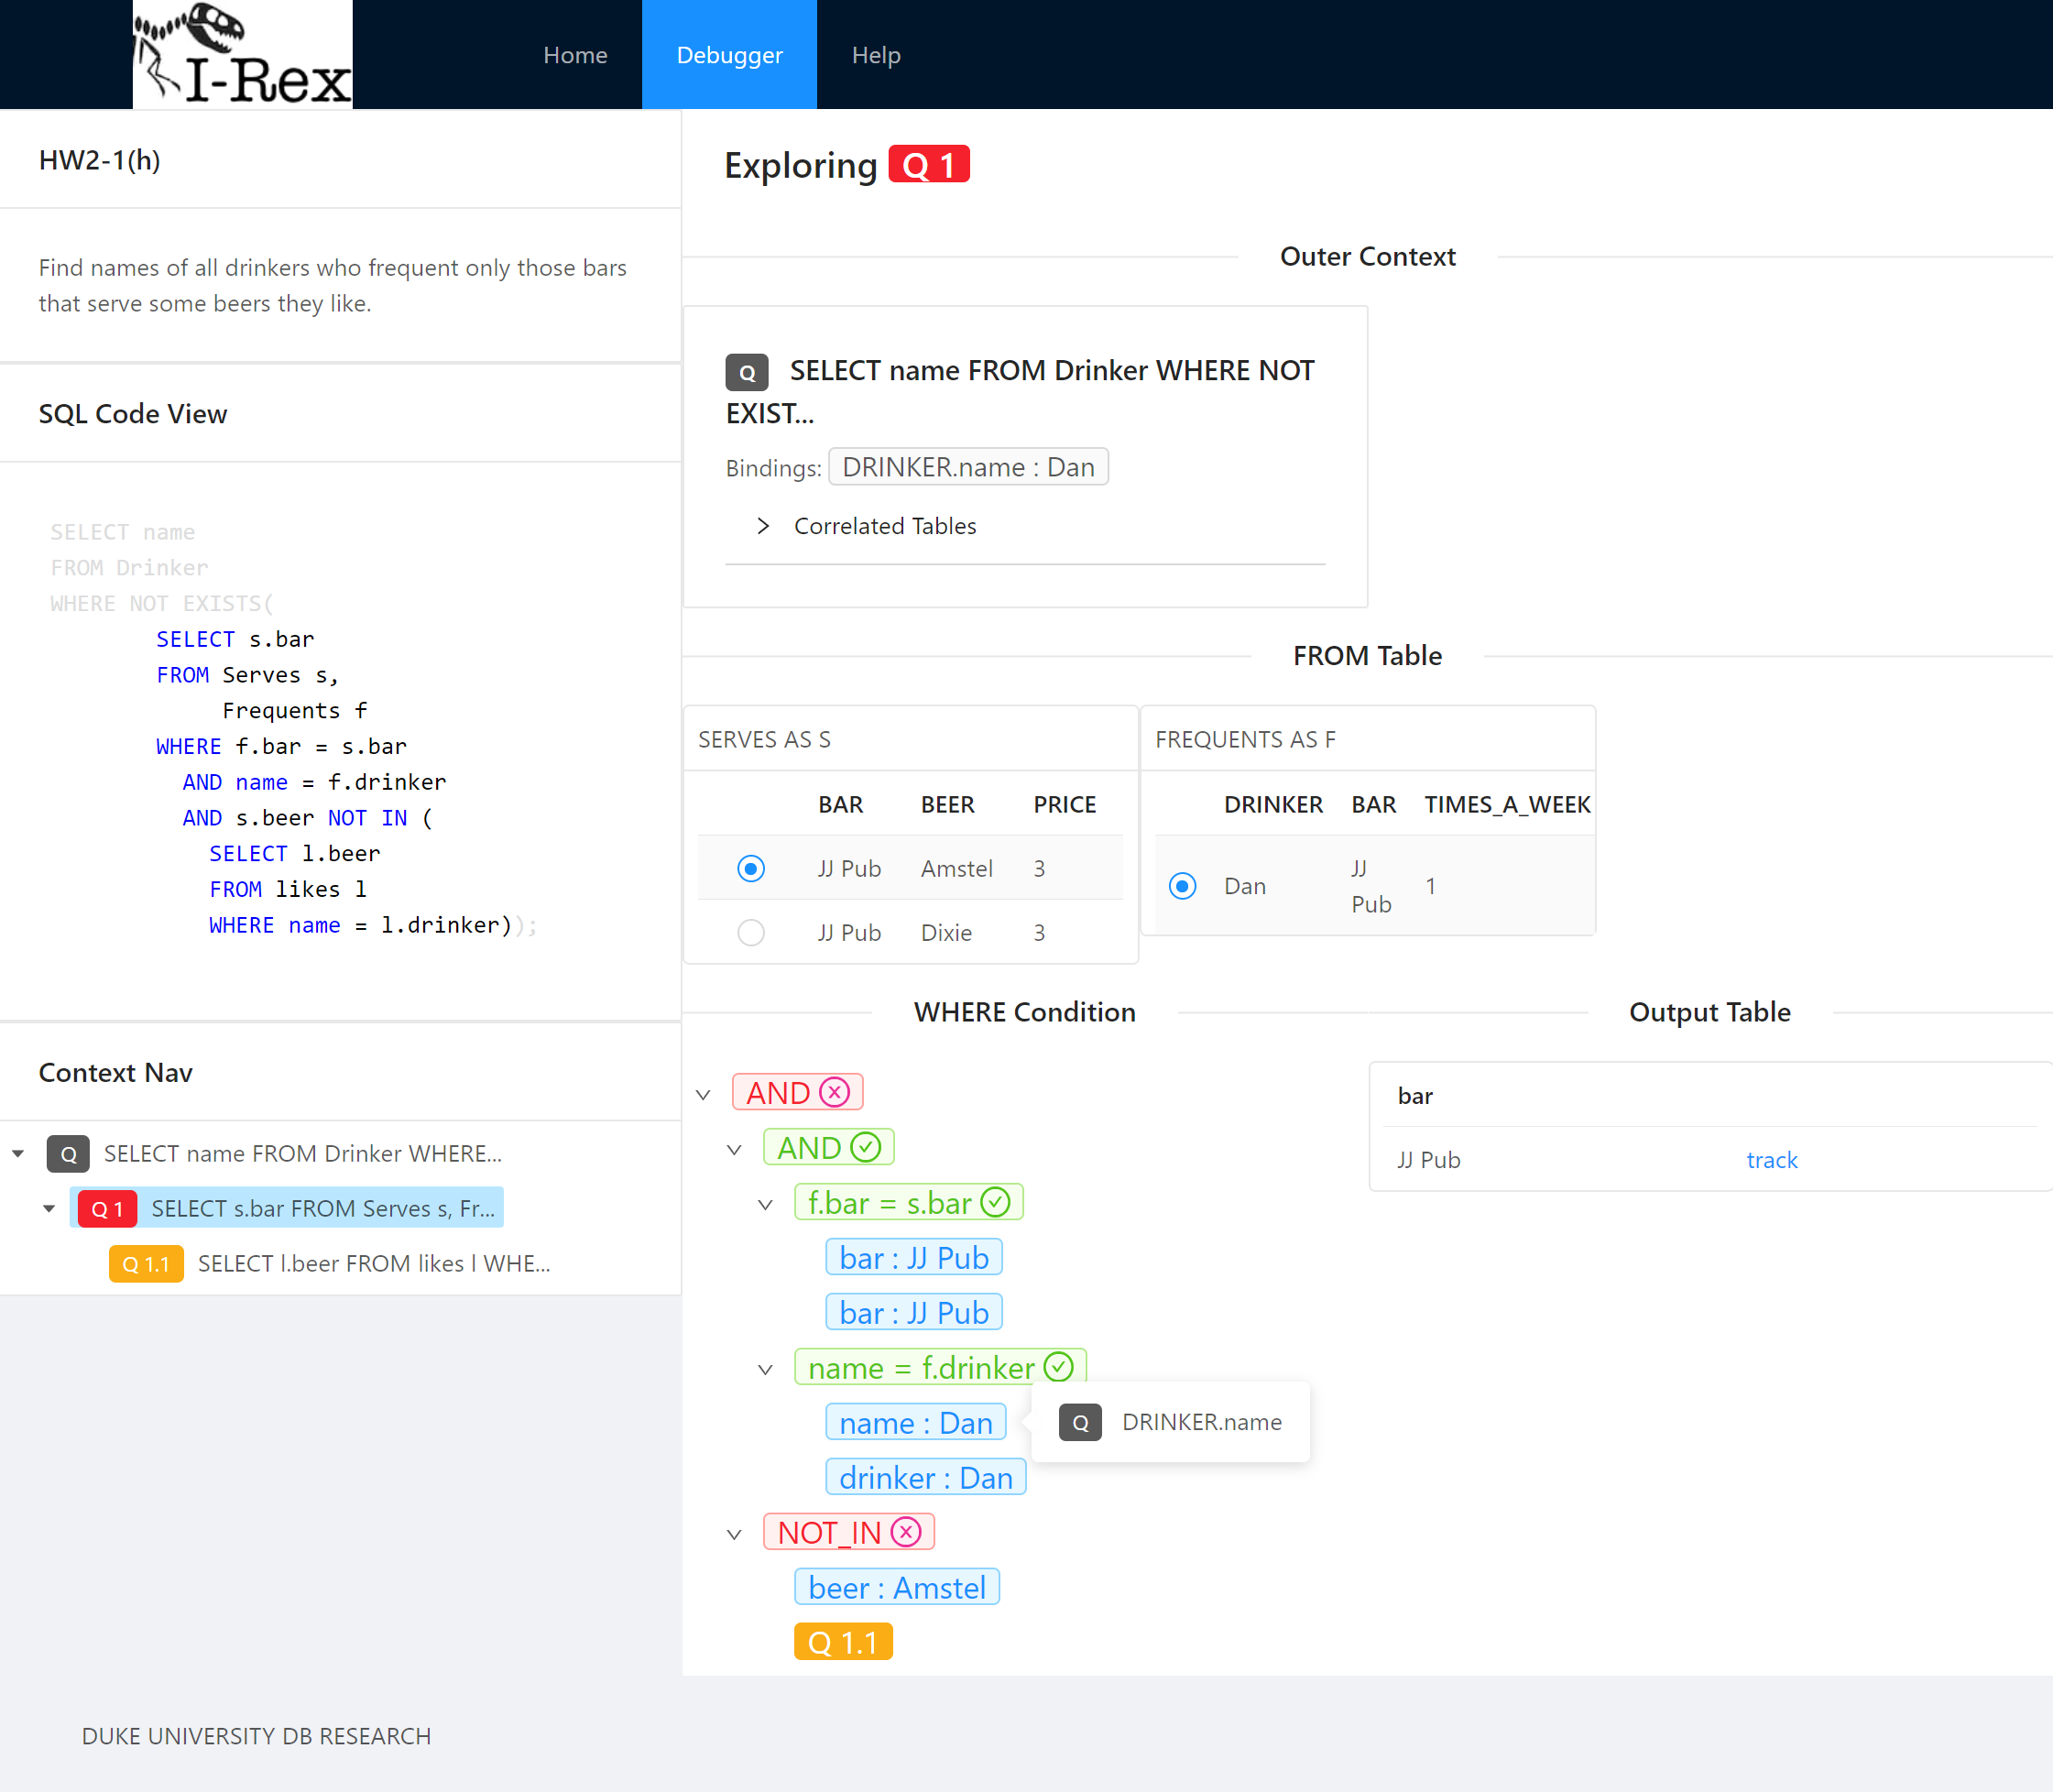 I-Rex
Home
Debugger
Help
HW2-1(h)
Find names of all drinkers who frequent only those bars
that serve some beers they like.
SQL Code View
SELECT name
FROM Drinker
WHERE NOT EXISTS(
SELECT s.bar
FROM Serves s,
Frequents f
WHERE f.bar = s.bar
AND name = f.drinker
AND s.beer NOT IN (
SELECT l.beer
FROM likes l
WHERE name = l.drinker));
Context Nav
Q SELECT name FROM Drinker WHERE...
Q 1 SELECT s.bar FROM Serves s, Fr...
Q 1.1 SELECT l.beer FROM likes l WHE...
Exploring Q 1
Outer Context
Q SELECT name FROM Drinker WHERE NOT
EXIST...
Bindings: DRINKER.name : Dan
Correlated Tables
FROM Table
SERVES AS S
BAR BEER PRICE
JJ Pub Amstel 3
JJ Pub Dixie 3
FREQUENTS AS F
DRINKER BAR TIMES_A_WEEK
Dan JJ Pub 1
WHERE Condition
AND
AND
f.bar = s.bar
bar : JJ Pub
bar : JJ Pub
name = f.drinker
name : Dan
Q DRINKER.name
drinker : Dan
NOT_IN
beer : Amstel
Q 1.1
Output Table
bar
JJ Pub track
DUKE UNIVERSITY DB RESEARCH